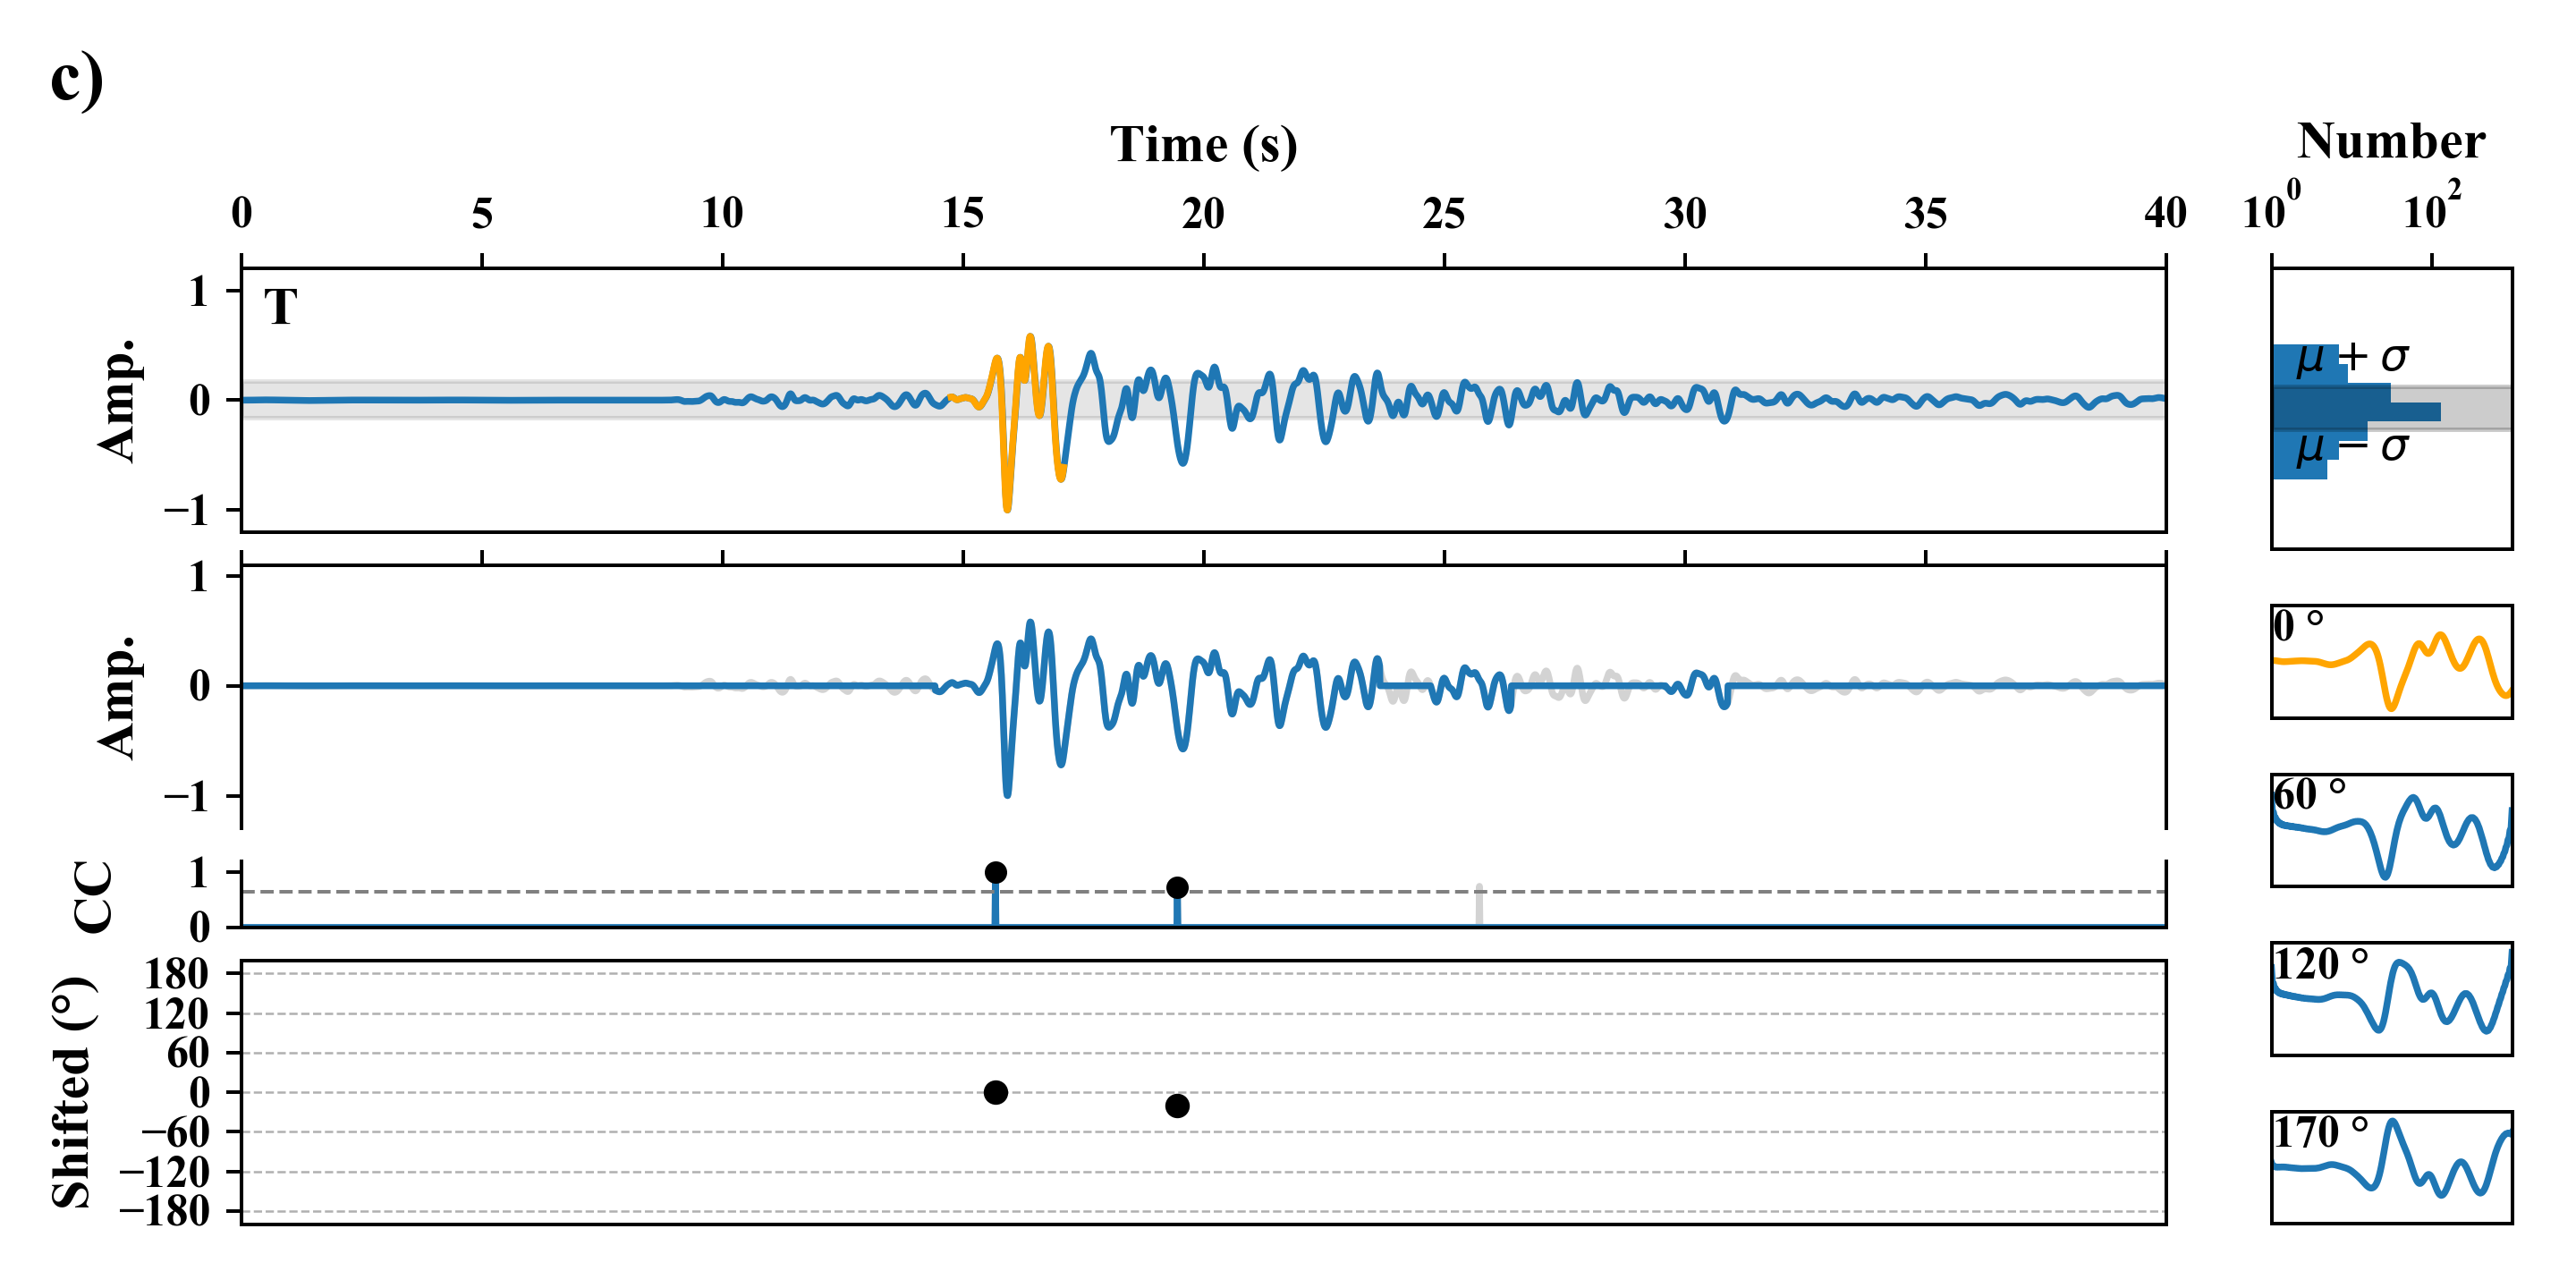 c)
Time (s)
Number
0 5 10 15 20 25 30 35 40
10^0 10^2
T
Amp.
1
0
−1
μ + σ
μ − σ
Amp.
1
0
−1
0 °
60 °
CC
1
0
120 °
Shifted (°)
180
120
60
0
−60
−120
−180
170 °